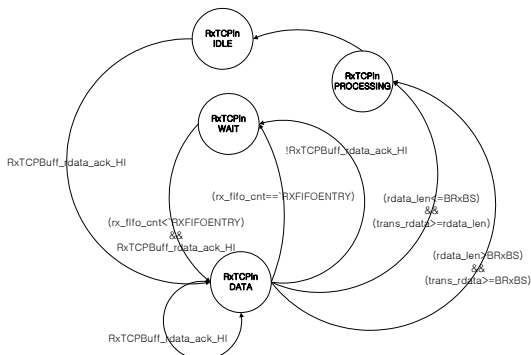 RxTCPin
IDLE
RxTCPin
PROCESSING
RxTCPin
WAIT
!RxTCPBuff_rdata_ack_HI
RxTCPBuff_rdata_ack_HI
(rx_fifo_cnt==`RXFIFOENTRY)
(rdata_len<=BRxBS)
&&
(trans_rdata>=rdata_len)
(rx_fifo_cnt<`RXFIFOENTRY)
&&
RxTCPBuff_rdata_ack_HI
(rdata_len>BRxBS)
&&
(trans_rdata>=BRxBS)
RxTCPin
DATA
RxTCPBuff_rdata_ack_HI